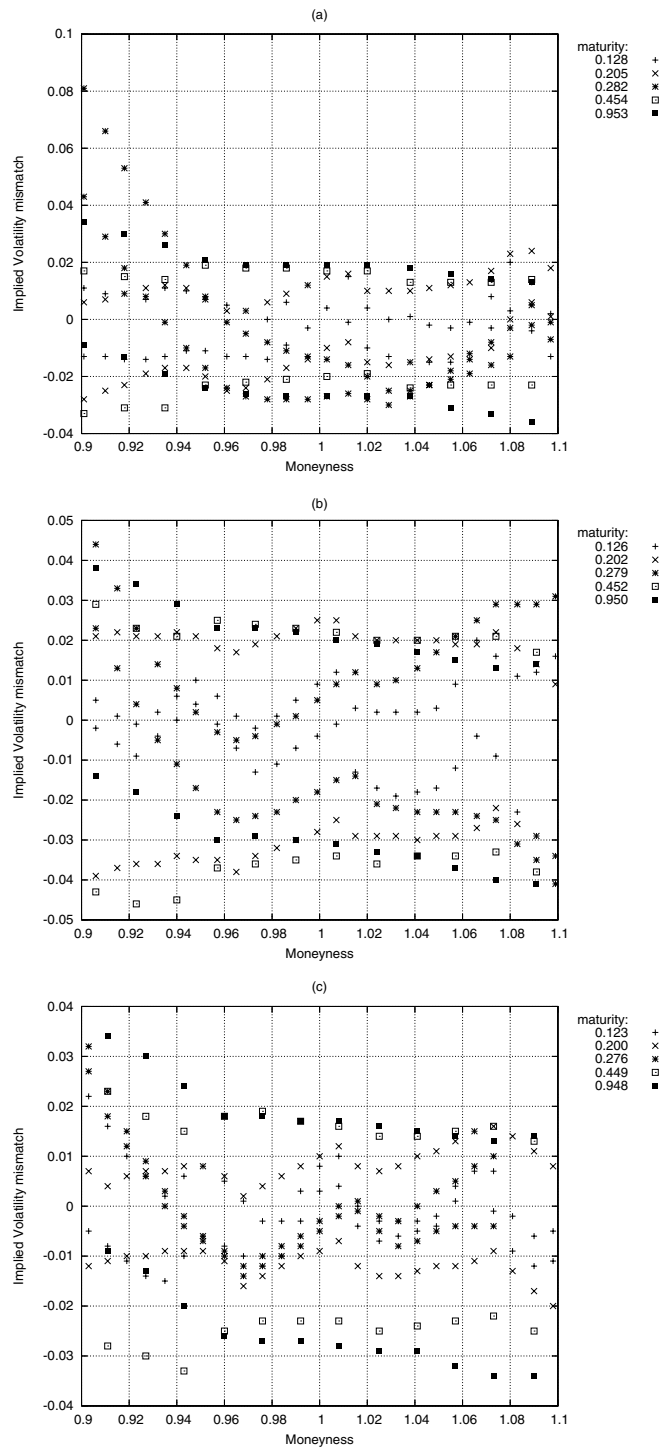 (a)
Implied Volatility mismatch
0.1
0.08
0.06
0.04
0.02
0
-0.02
-0.04
0.9 0.92 0.94 0.96 0.98 1 1.02 1.04 1.06 1.08 1.1
Moneyness
maturity:
0.128
0.205
0.282
0.454
0.953
(b)
Implied Volatility mismatch
0.05
0.04
0.03
0.02
0.01
0
-0.01
-0.02
-0.03
-0.04
-0.05
0.9 0.92 0.94 0.96 0.98 1 1.02 1.04 1.06 1.08 1.1
Moneyness
maturity:
0.126
0.202
0.279
0.452
0.950
(c)
Implied Volatility mismatch
0.04
0.03
0.02
0.01
0
-0.01
-0.02
-0.03
-0.04
0.9 0.92 0.94 0.96 0.98 1 1.02 1.04 1.06 1.08 1.1
Moneyness
maturity:
0.123
0.200
0.276
0.449
0.948